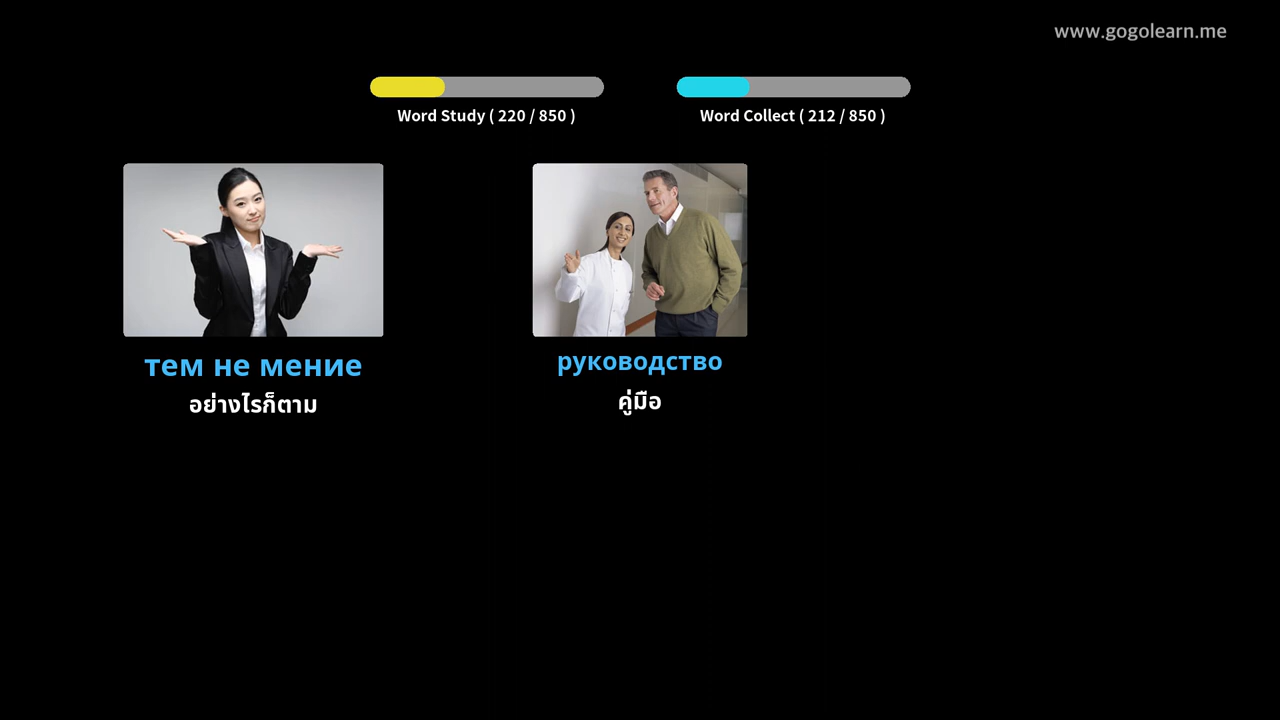 www.gogolearn.me
Word Study ( 220 / 850 )
Word Collect ( 212 / 850 )
тем не мение
อย่างไรก็ตาม
руководство
คู่มือ